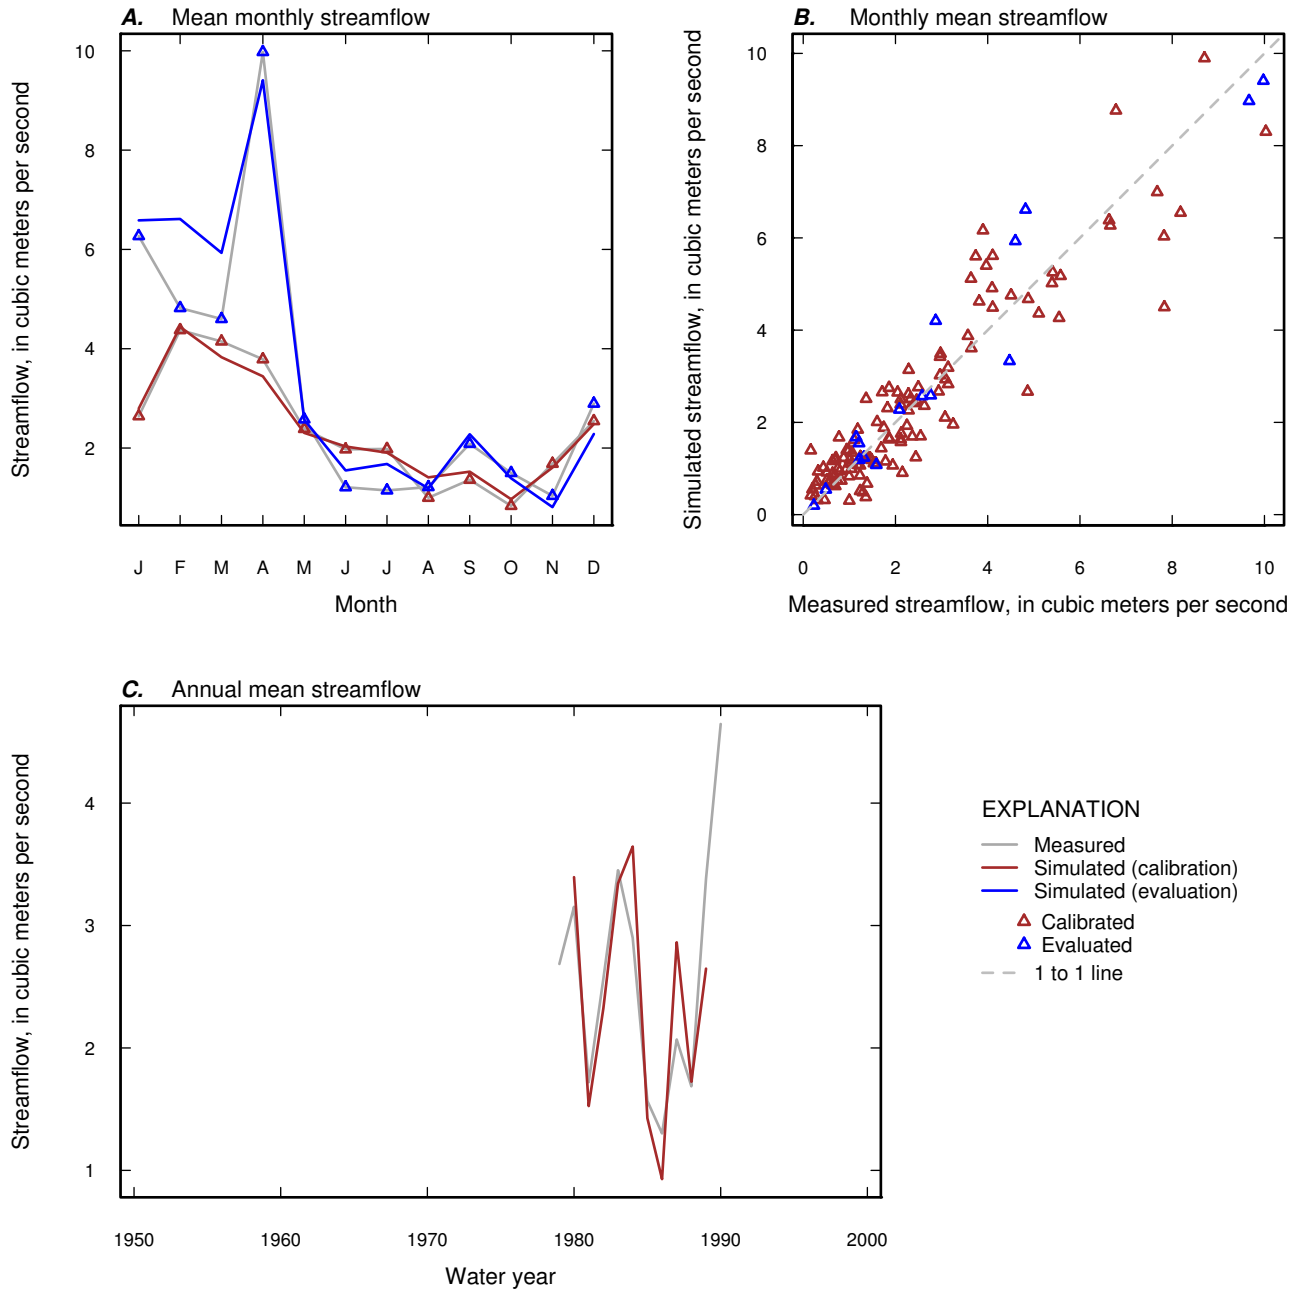 A. Mean monthly streamflow
10
8
6
4
2
Streamflow, in cubic meters per second
J F M A M J J A S O N D
Month
B. Monthly mean streamflow
10
8
6
4
2
0
Simulated streamflow, in cubic meters per second
0 2 4 6 8 10
Measured streamflow, in cubic meters per second
C. Annual mean streamflow
4
3
2
1
Streamflow, in cubic meters per second
1950 1960 1970 1980 1990 2000
Water year
EXPLANATION
Measured
Simulated (calibration)
Simulated (evaluation)
Calibrated
Evaluated
1 to 1 line